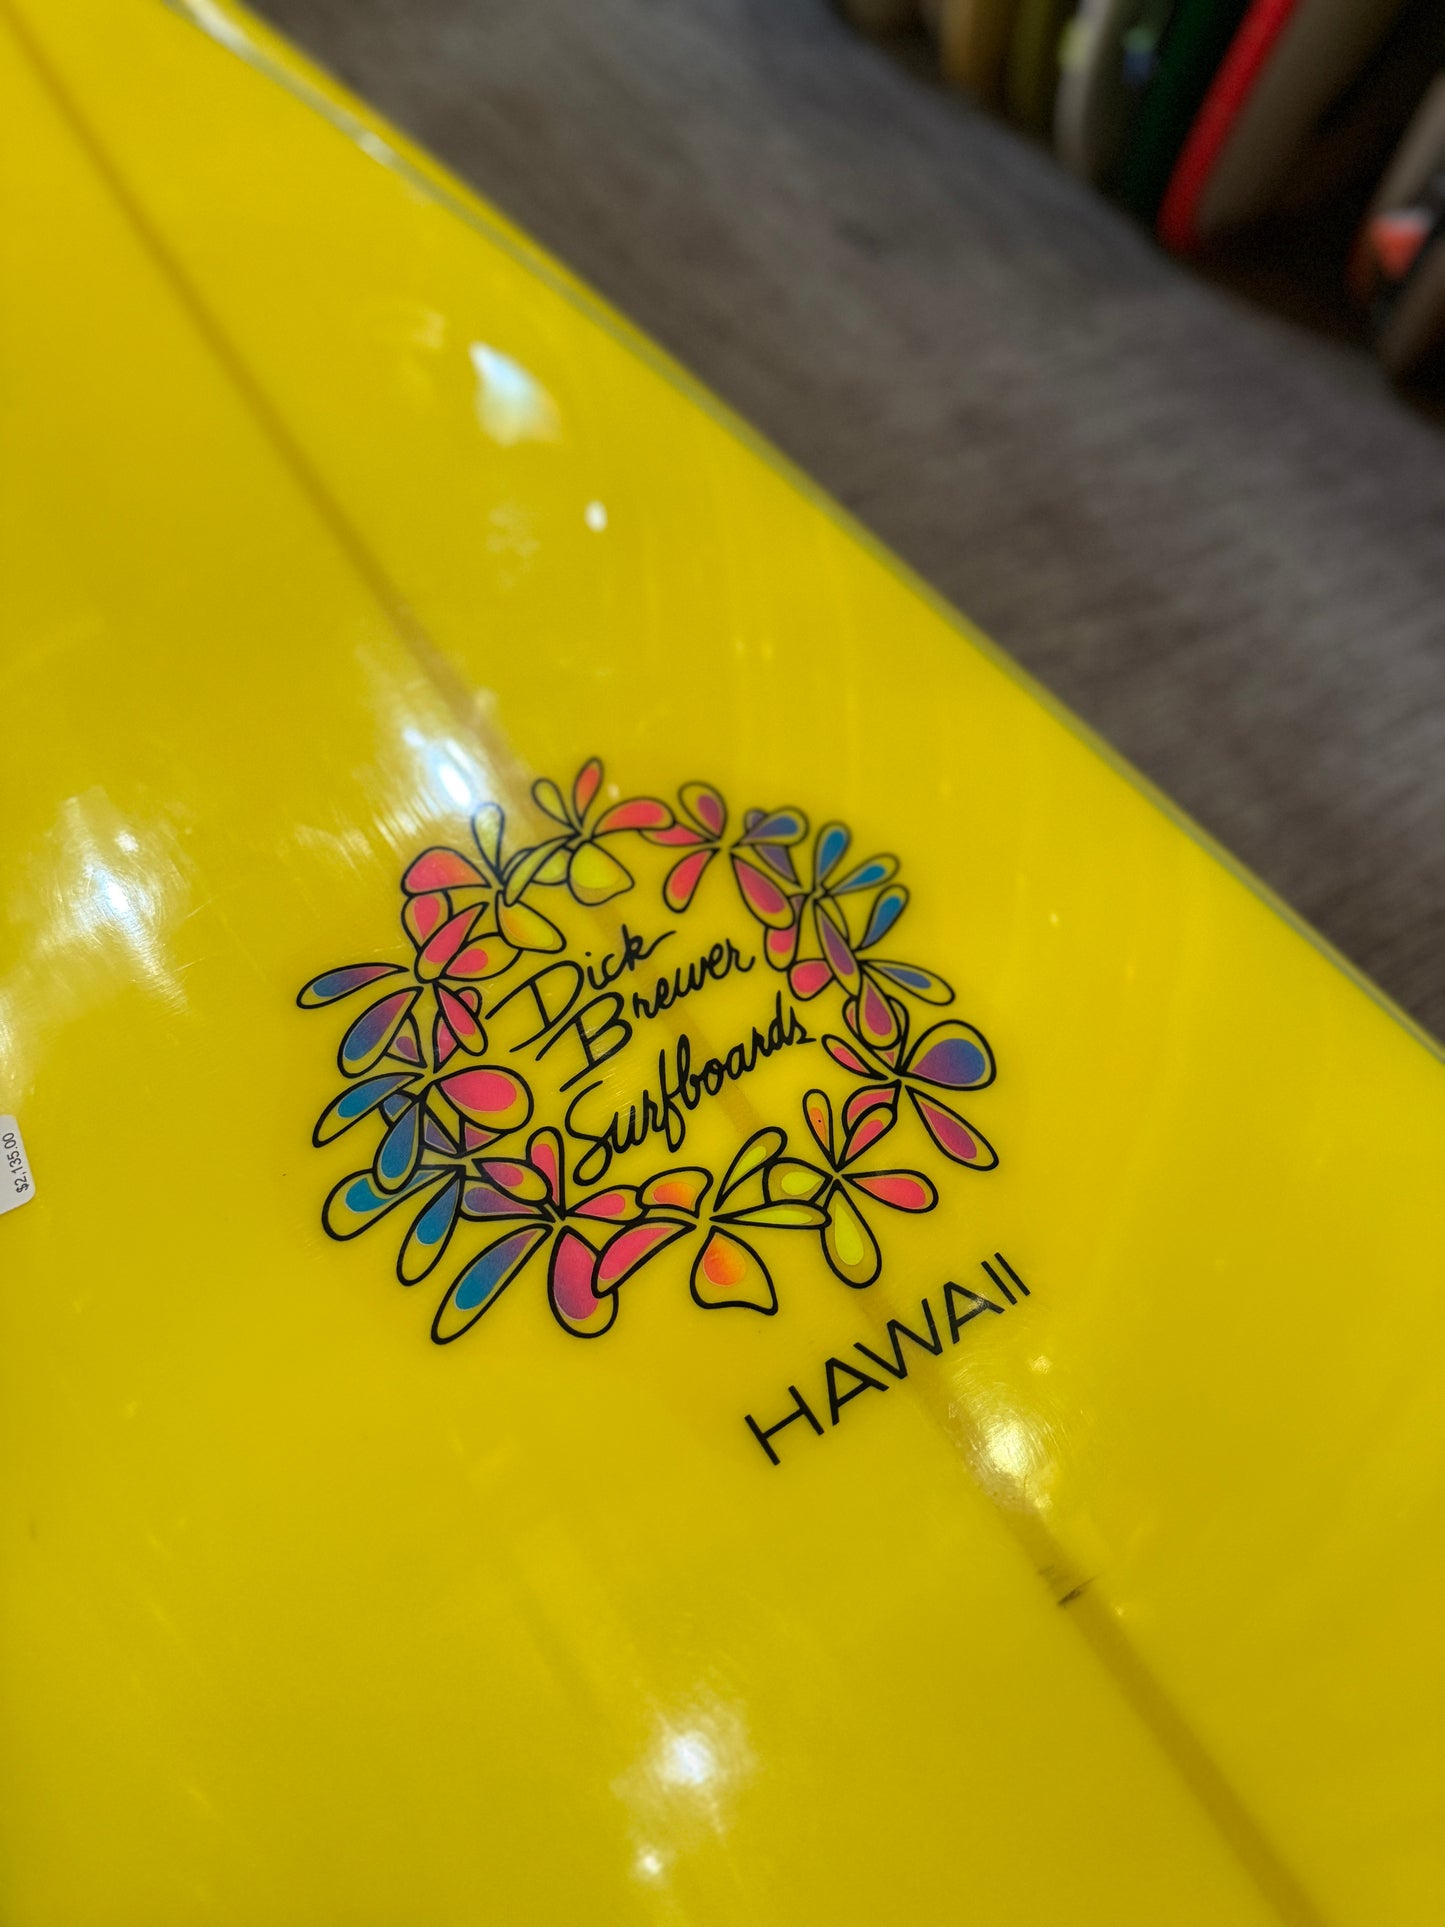 Dick
Brewer
Surfboards
HAWAII
$2,135.00